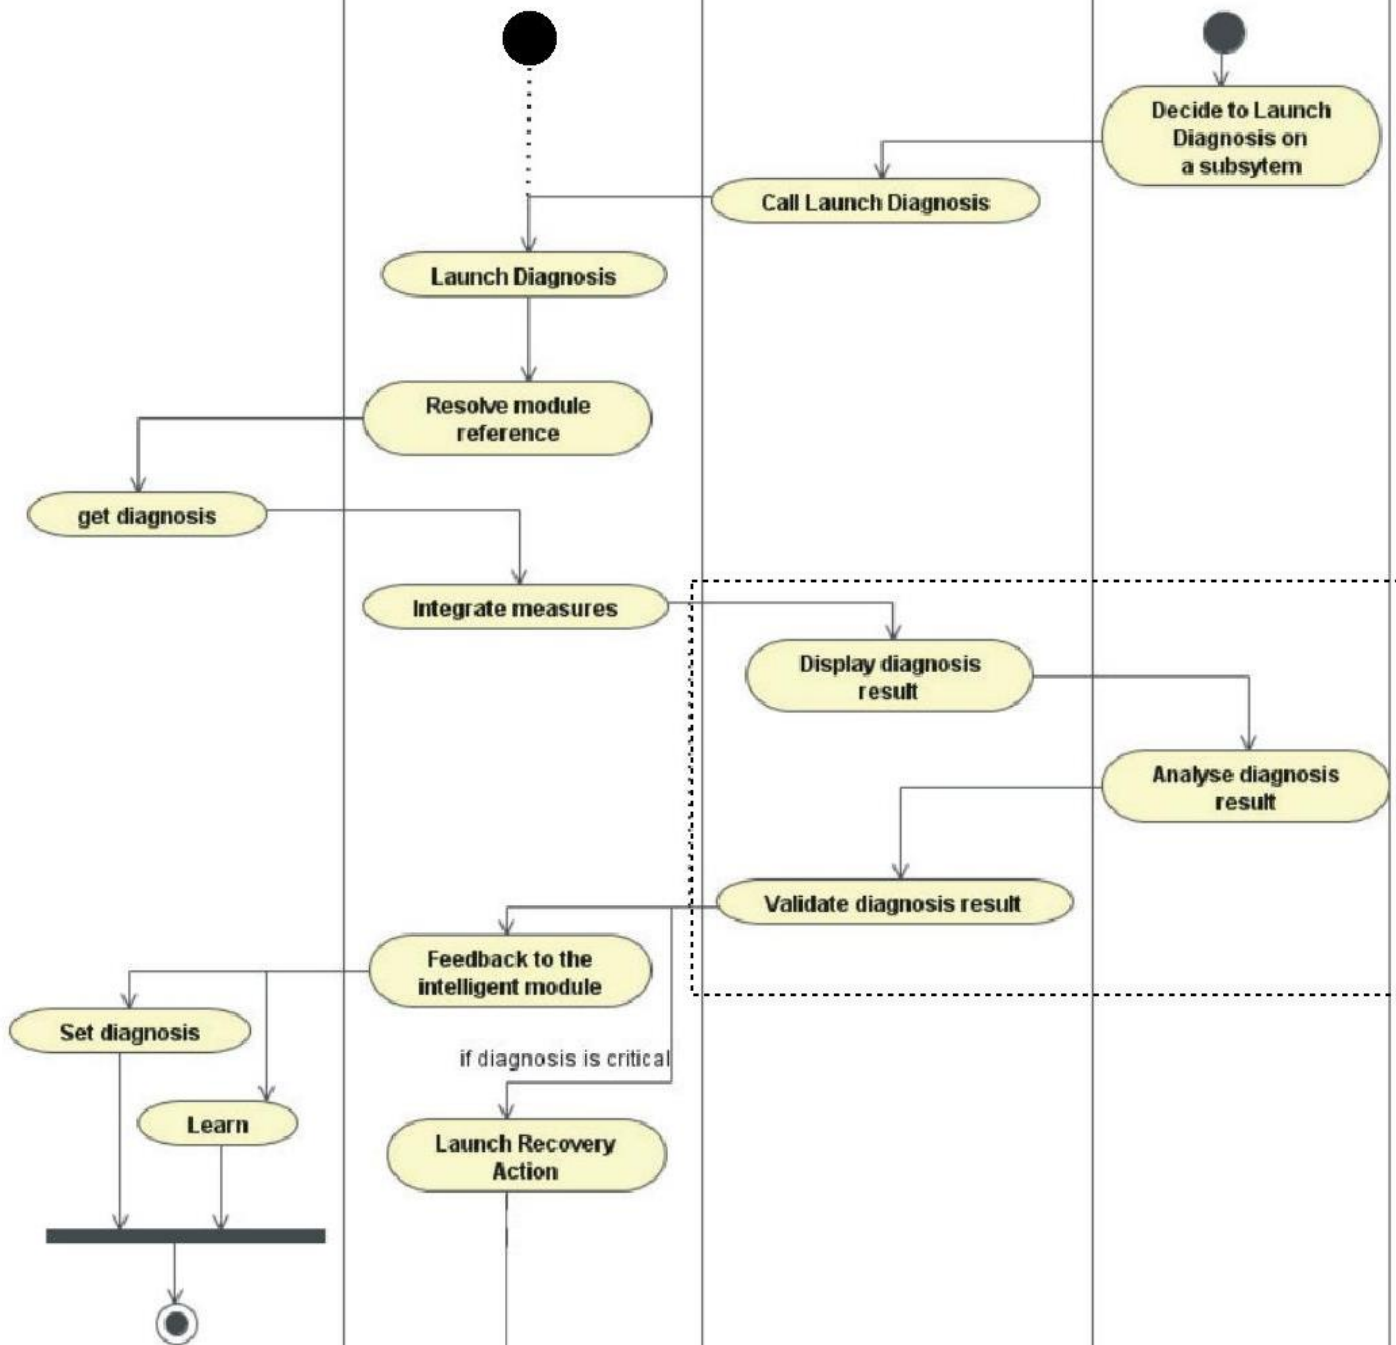 Decide to Launch
Diagnosis on
a subsytem
Call Launch Diagnosis
Launch Diagnosis
Resolve module
reference
get diagnosis
Integrate measures
Display diagnosis
result
Analyse diagnosis
result
Validate diagnosis result
Feedback to the
intelligent module
Set diagnosis
if diagnosis is critical
Learn
Launch Recovery
Action